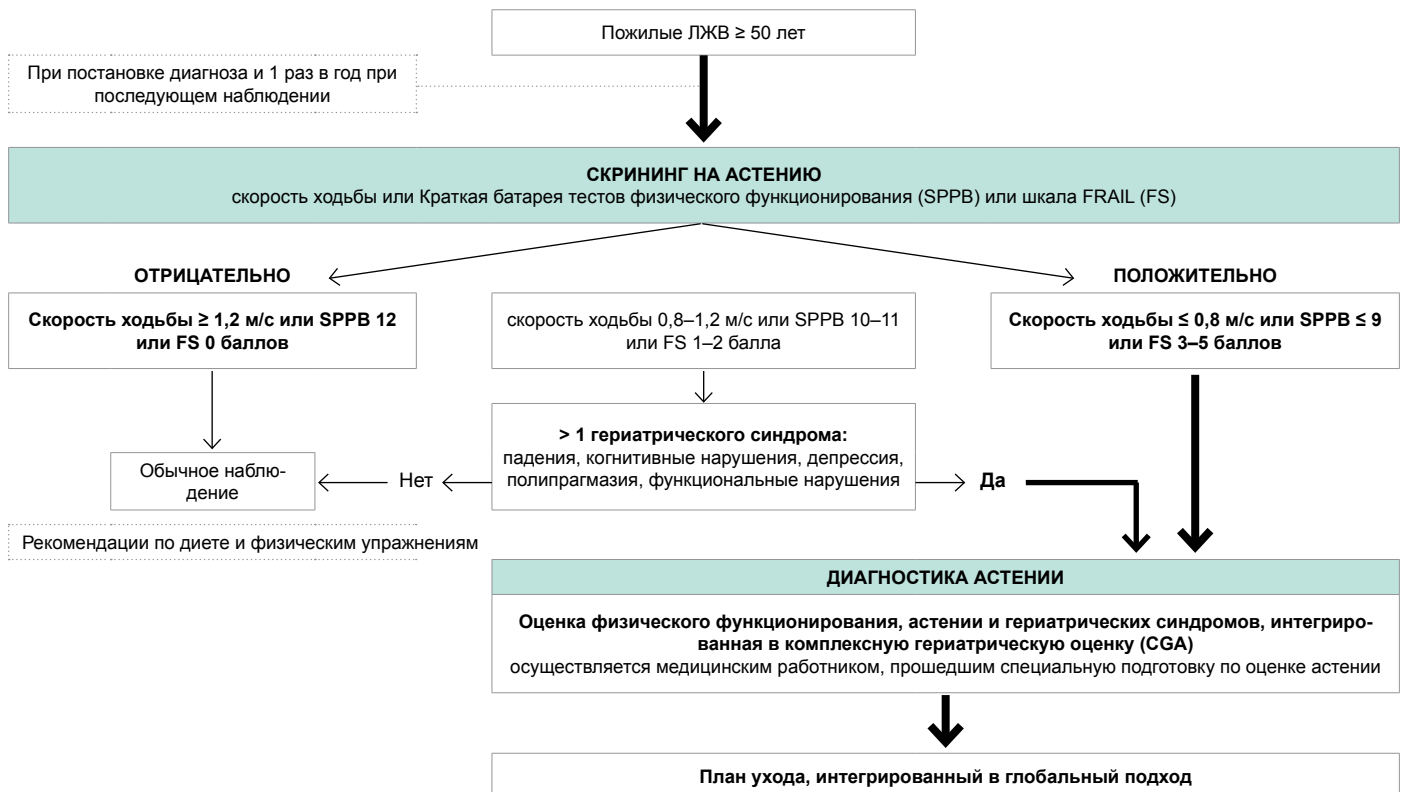 Пожилые ЛЖВ ≥ 50 лет
При постановке диагноза и 1 раз в год при
последующем наблюдении
СКРИНИНГ НА АСТЕНИЮ
скорость ходьбы или Краткая батарея тестов физического функционирования (SPPB) или шкала FRAIL (FS)
ОТРИЦАТЕЛЬНО
ПОЛОЖИТЕЛЬНО
Скорость ходьбы ≥ 1,2 м/с или SPPB 12
или FS 0 баллов
скорость ходьбы 0,8–1,2 м/с или SPPB 10–11
или FS 1–2 балла
Скорость ходьбы ≤ 0,8 м/с или SPPB ≤ 9
или FS 3–5 баллов
> 1 гериатрического синдрома:
падения, когнитивные нарушения, депрессия,
полипрагмазия, функциональные нарушения
Обычное наблю-
дение
Нет
Да
Рекомендации по диете и физическим упражнениям
ДИАГНОСТИКА АСТЕНИИ
Оценка физического функционирования, астении и гериатрических синдромов, интегриро-
ванная в комплексную гериатрическую оценку (CGA)
осуществляется медицинским работником, прошедшим специальную подготовку по оценке астении
План ухода, интегрированный в глобальный подход